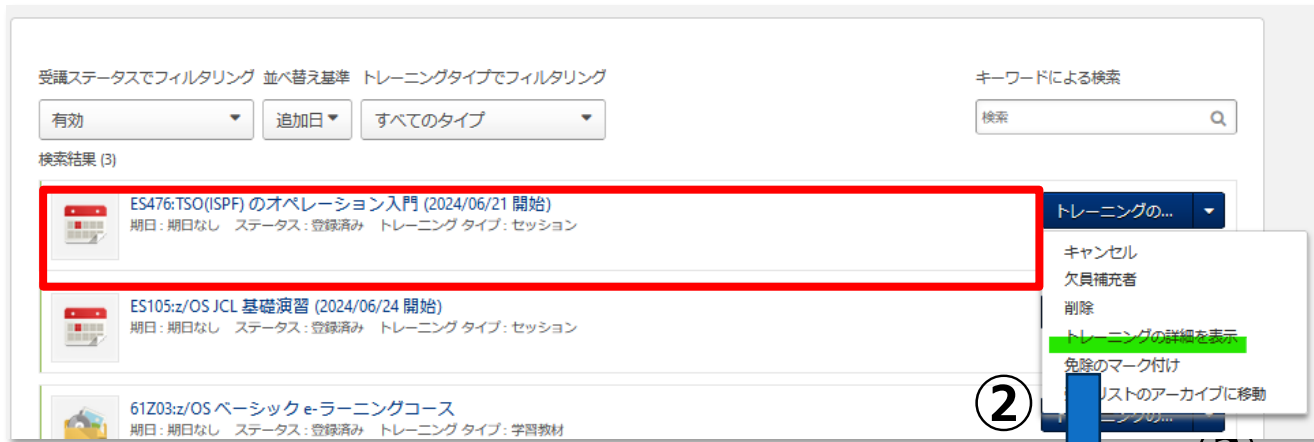 受講ステータスでフィルタリング 並べ替え基準 トレーニングタイプでフィルタリング キーワードによる検索
有効 追加日 すべてのタイプ 検索
検索結果 (3)
ES476:TSO(ISPF) のオペレーション入門 (2024/06/21 開始)
期日 : 期日なし ステータス : 登録済み トレーニング タイプ : セッション
トレーニングの...
キャンセル
欠員補充者
削除
トレーニングの詳細を表示
免除のマーク付け
リストのアーカイブに移動
ES105:z/OS JCL 基礎演習 (2024/06/24 開始)
期日 : 期日なし ステータス : 登録済み トレーニング タイプ : セッション
61Z03:z/OS ベーシック e-ラーニングコース
期日 : 期日なし ステータス : 登録済み トレーニング タイプ : 学習教材
②
トレーニングの...